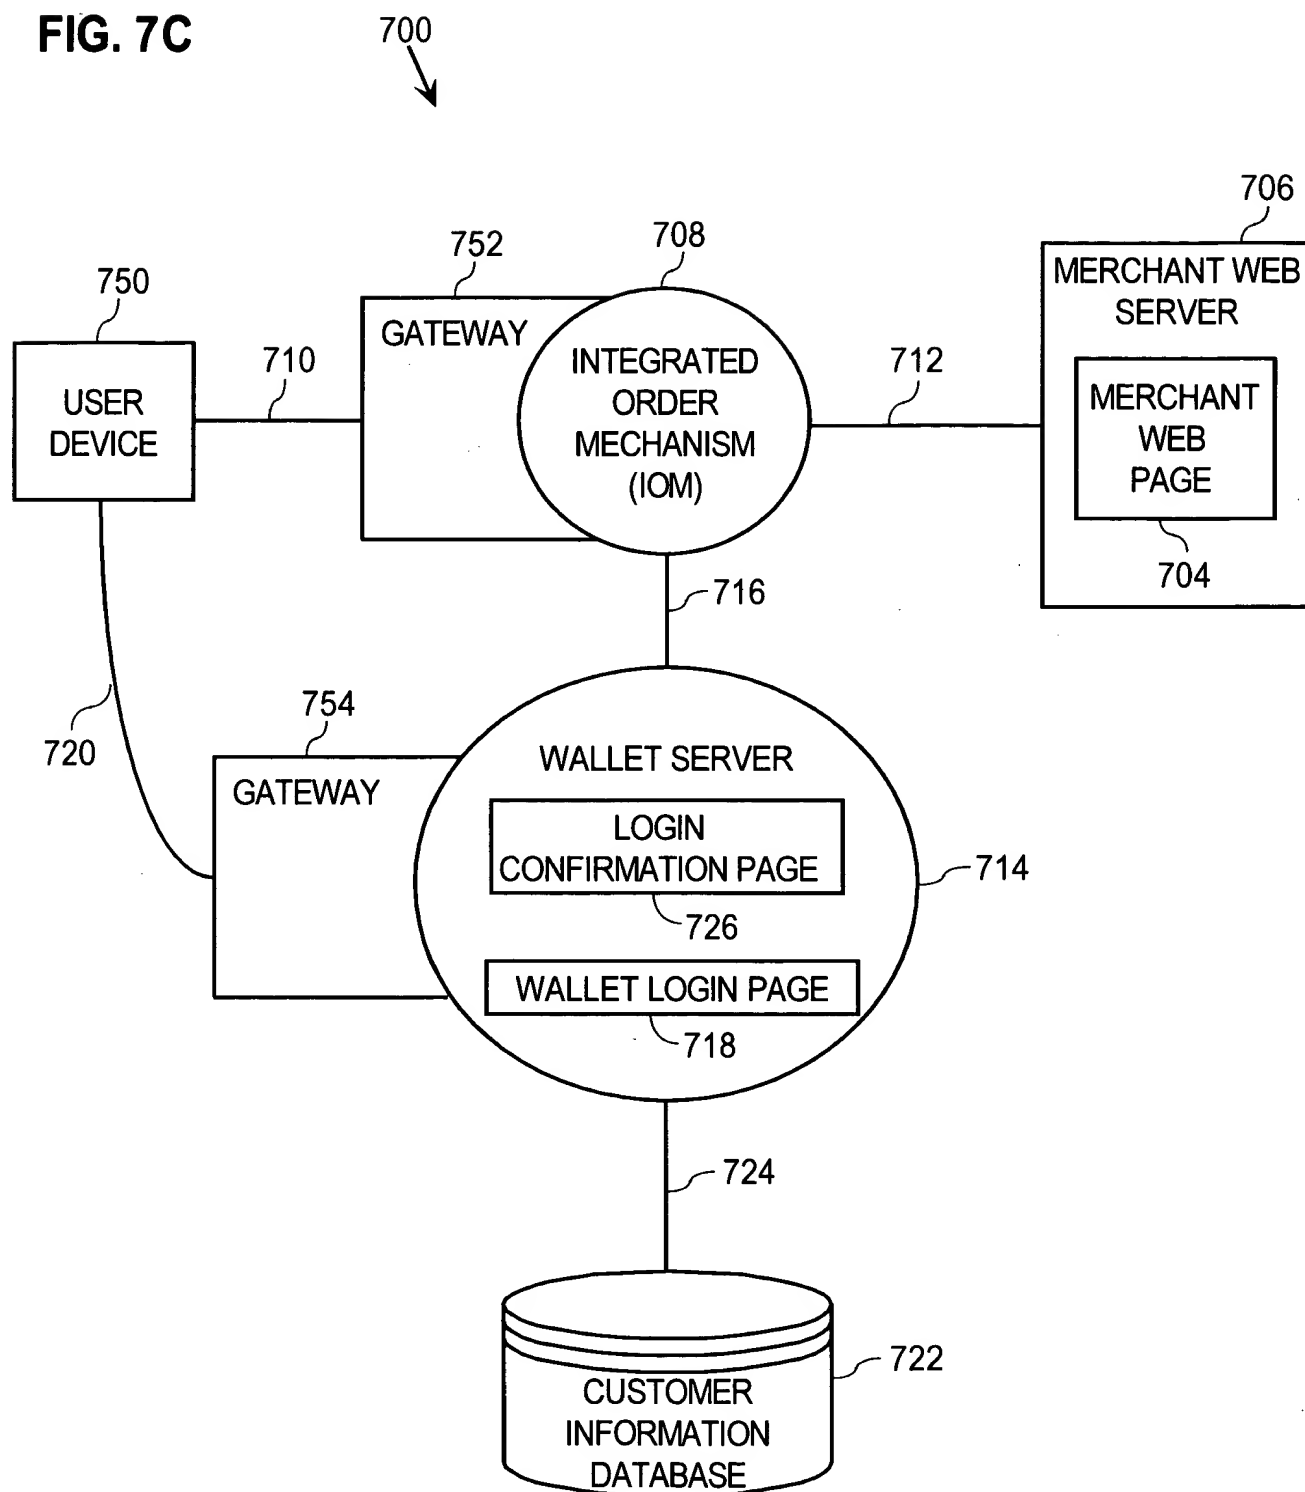 FIG. 7C
700
706
MERCHANT WEB
SERVER
MERCHANT
WEB
PAGE
704
752
708
GATEWAY
INTEGRATED
ORDER
MECHANISM
(IOM)
750
USER
DEVICE
710
712
716
720
754
GATEWAY
WALLET SERVER
LOGIN
CONFIRMATION PAGE
726
714
WALLET LOGIN PAGE
718
724
722
CUSTOMER
INFORMATION
DATABASE